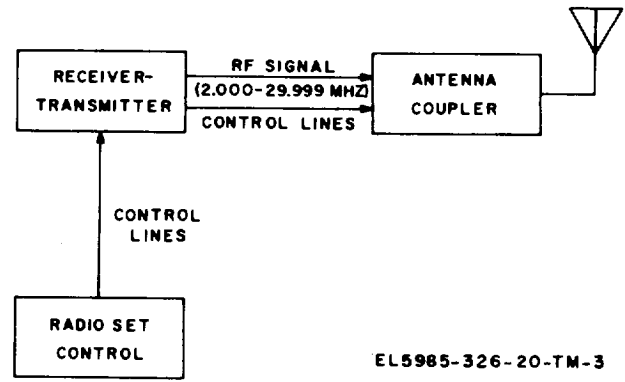 RECEIVER-
TRANSMITTER
RF SIGNAL
(2.000-29.999 MHZ)
CONTROL LINES
ANTENNA
COUPLER
CONTROL
LINES
RADIO SET
CONTROL
EL5985-326-20-TM-3